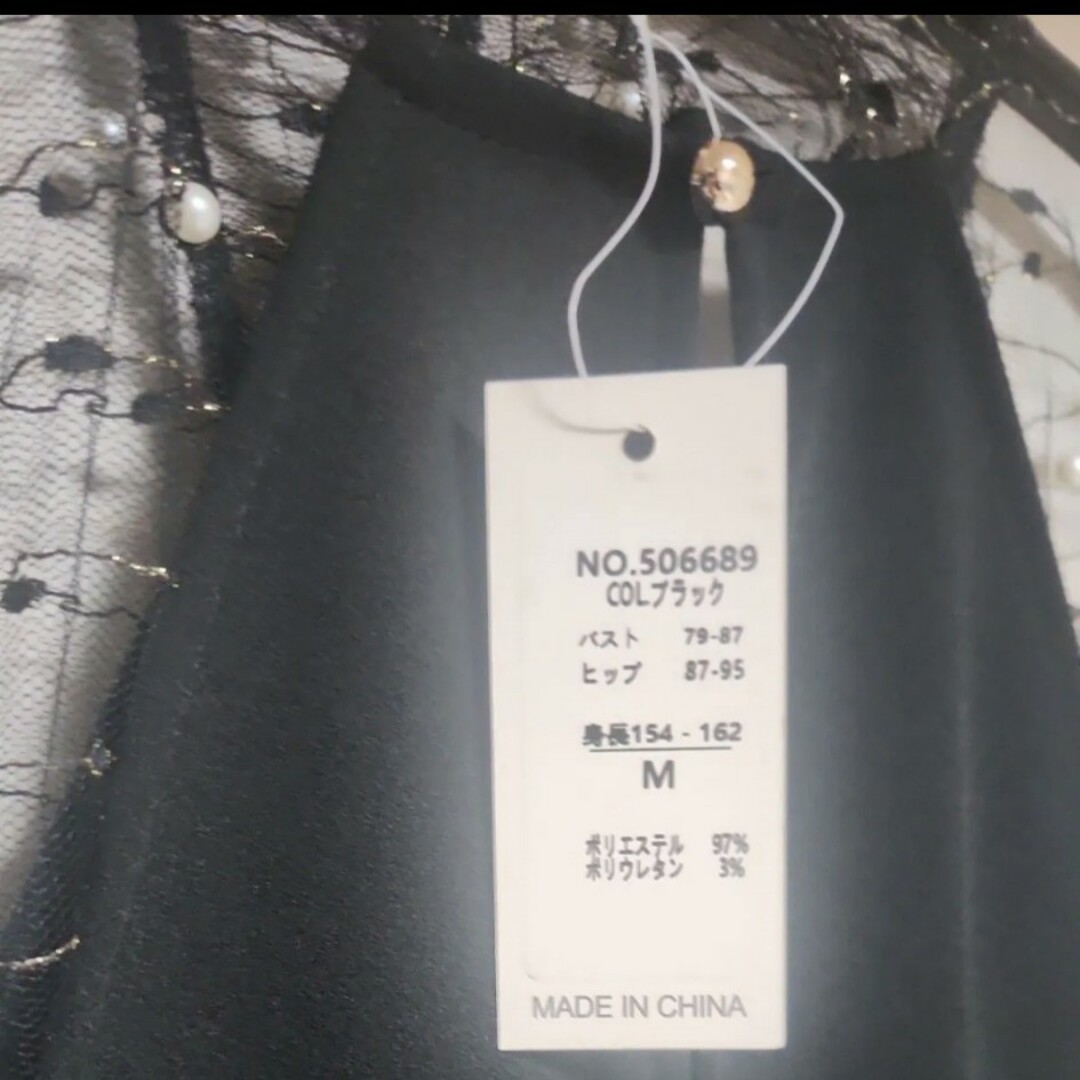 NO.506689
COLブラック
バスト 79-87
ヒップ 87-95
身長154 - 162
M
ポリエステル 97%
ポリウレタン 3%
MADE IN CHINA